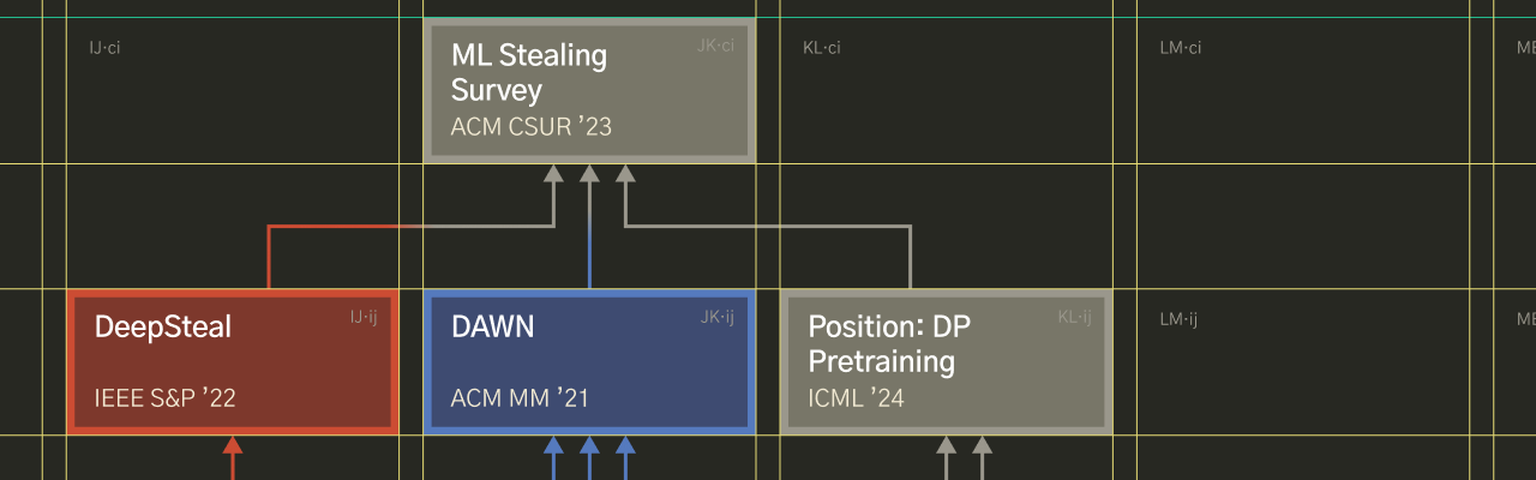 IJ·ci
ML Stealing
Survey
JK·ci
ACM CSUR ’23
KL·ci
LM·ci
DeepSteal
IJ·ij
IEEE S&P ’22
DAWN
JK·ij
ACM MM ’21
Position: DP
Pretraining
KL·ij
ICML ’24
LM·ij